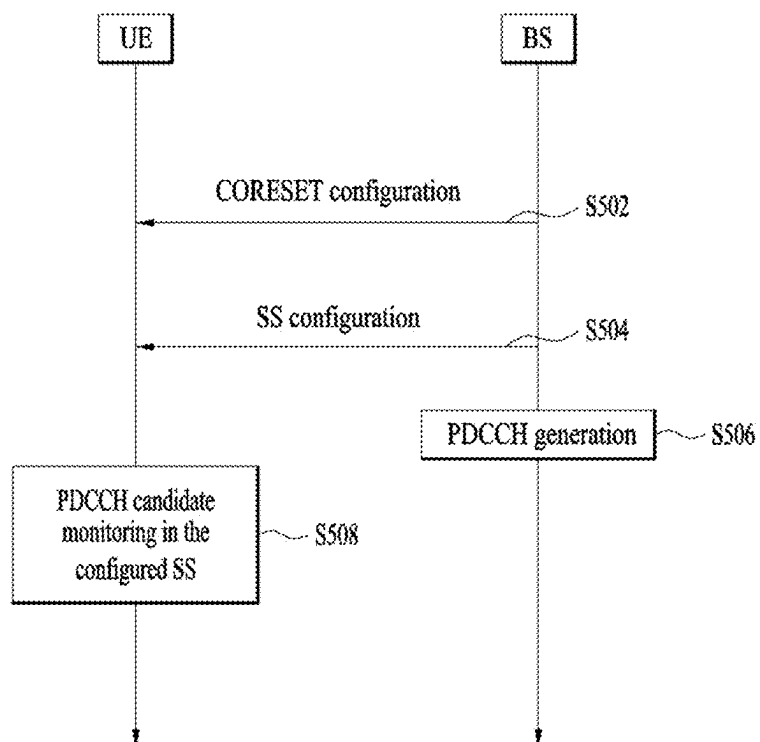 UE
BS
CORESET configuration
S502
SS configuration
S504
PDCCH generation
S506
PDCCH candidate
monitoring in the
configured SS
S508